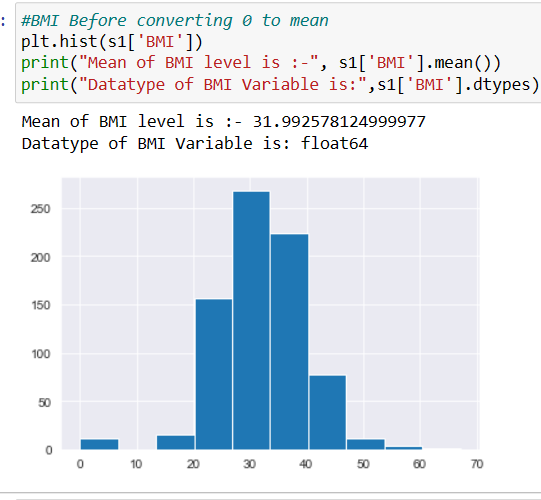 :
#BMI Before converting 0 to mean
plt.hist(s1['BMI'])
print("Mean of BMI level is :-", s1['BMI'].mean())
print("Datatype of BMI Variable is:",s1['BMI'].dtypes)
Mean of BMI level is :- 31.992578124999977
Datatype of BMI Variable is: float64
250
200
150
100
50
0
0 10 20 30 40 50 60 70